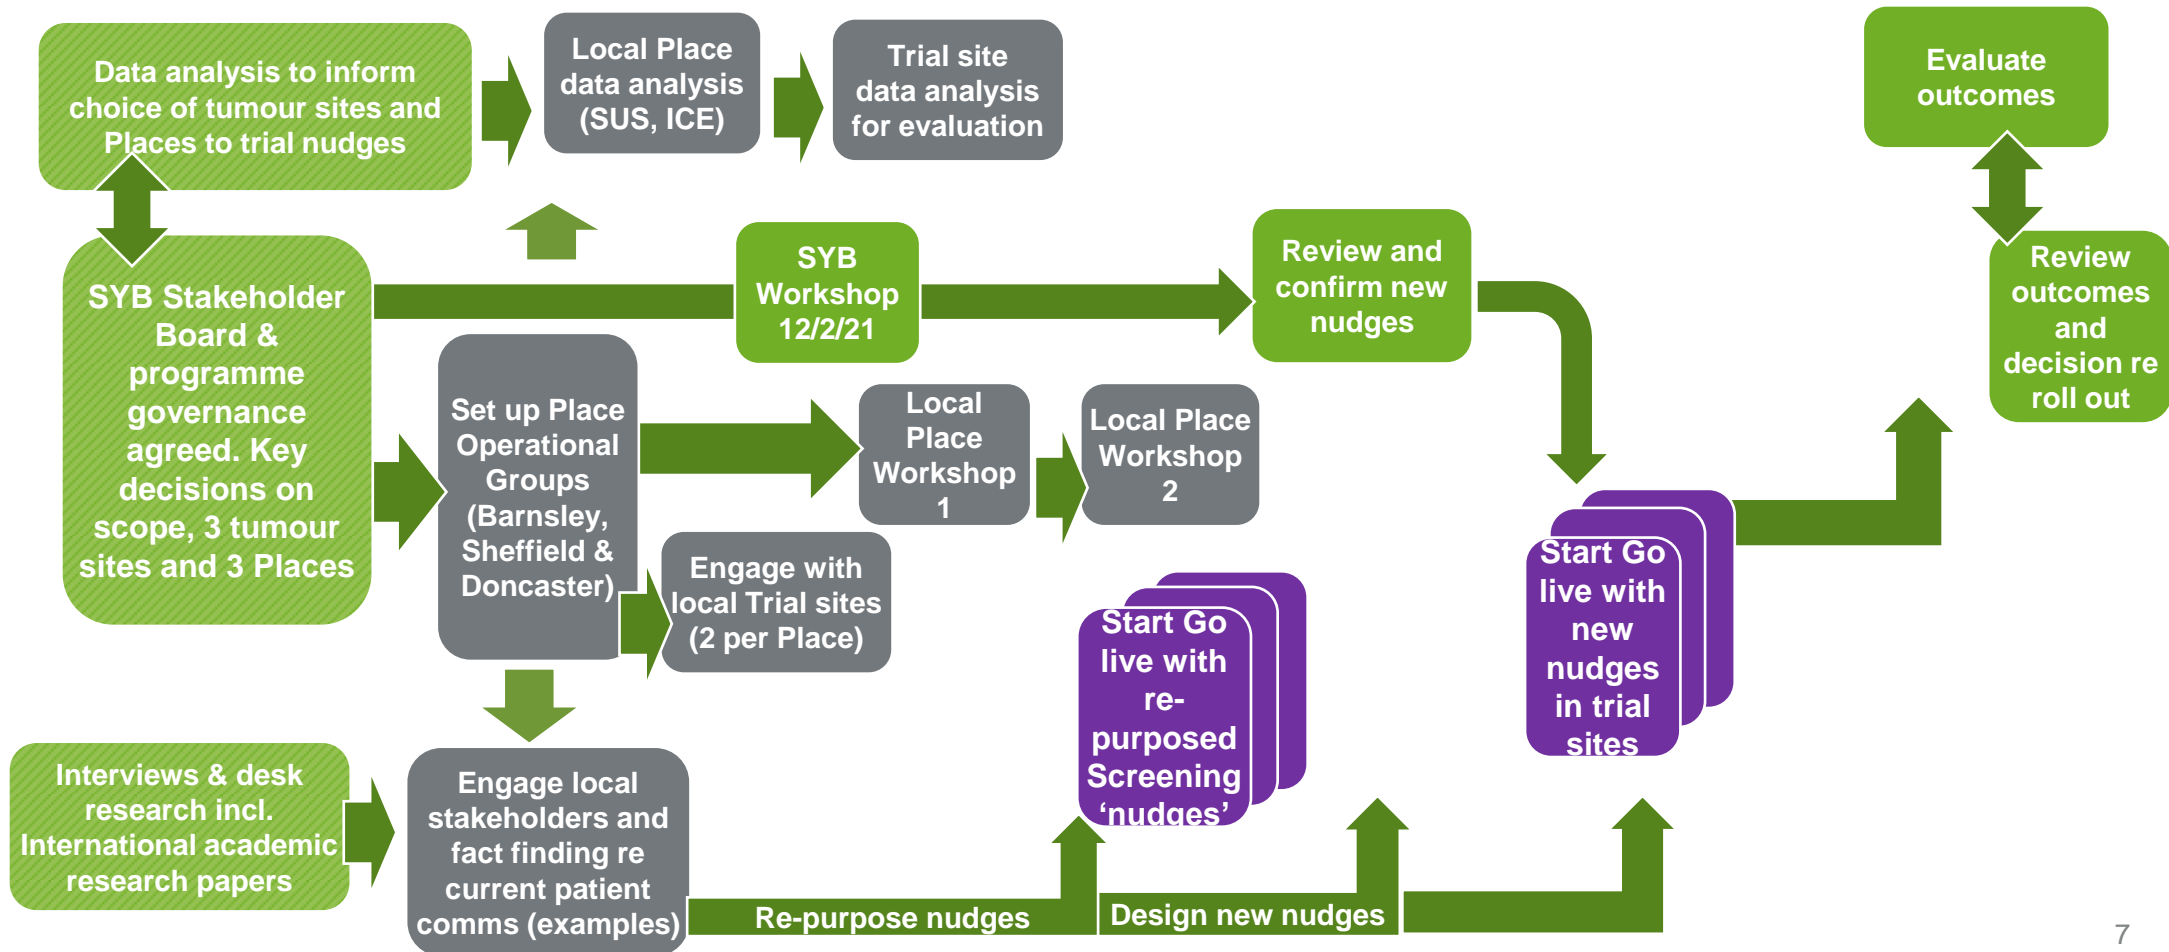 Data analysis to inform
choice of tumour sites and
Places to trial nudges
Local Place
data analysis
(SUS, ICE)
Trial site
data analysis
for evaluation
Evaluate
outcomes
SYB Stakeholder
Board &
programme
governance
agreed. Key
decisions on
scope, 3 tumour
sites and 3 Places
SYB
Workshop
12/2/21
Review and
confirm new
nudges
Review
outcomes
and
decision re
roll out
Set up Place
Operational
Groups
(Barnsley,
Sheffield &
Doncaster)
Local
Place
Workshop
1
Local Place
Workshop
2
Engage with
local Trial sites
(2 per Place)
Start Go
live with
re-
purposed
Screening
‘nudges’
Start Go
live with
new
nudges
in trial
sites
Interviews & desk
research incl.
International academic
research papers
Engage local
stakeholders and
fact finding re
current patient
comms (examples)
Re-purpose nudges
Design new nudges
7